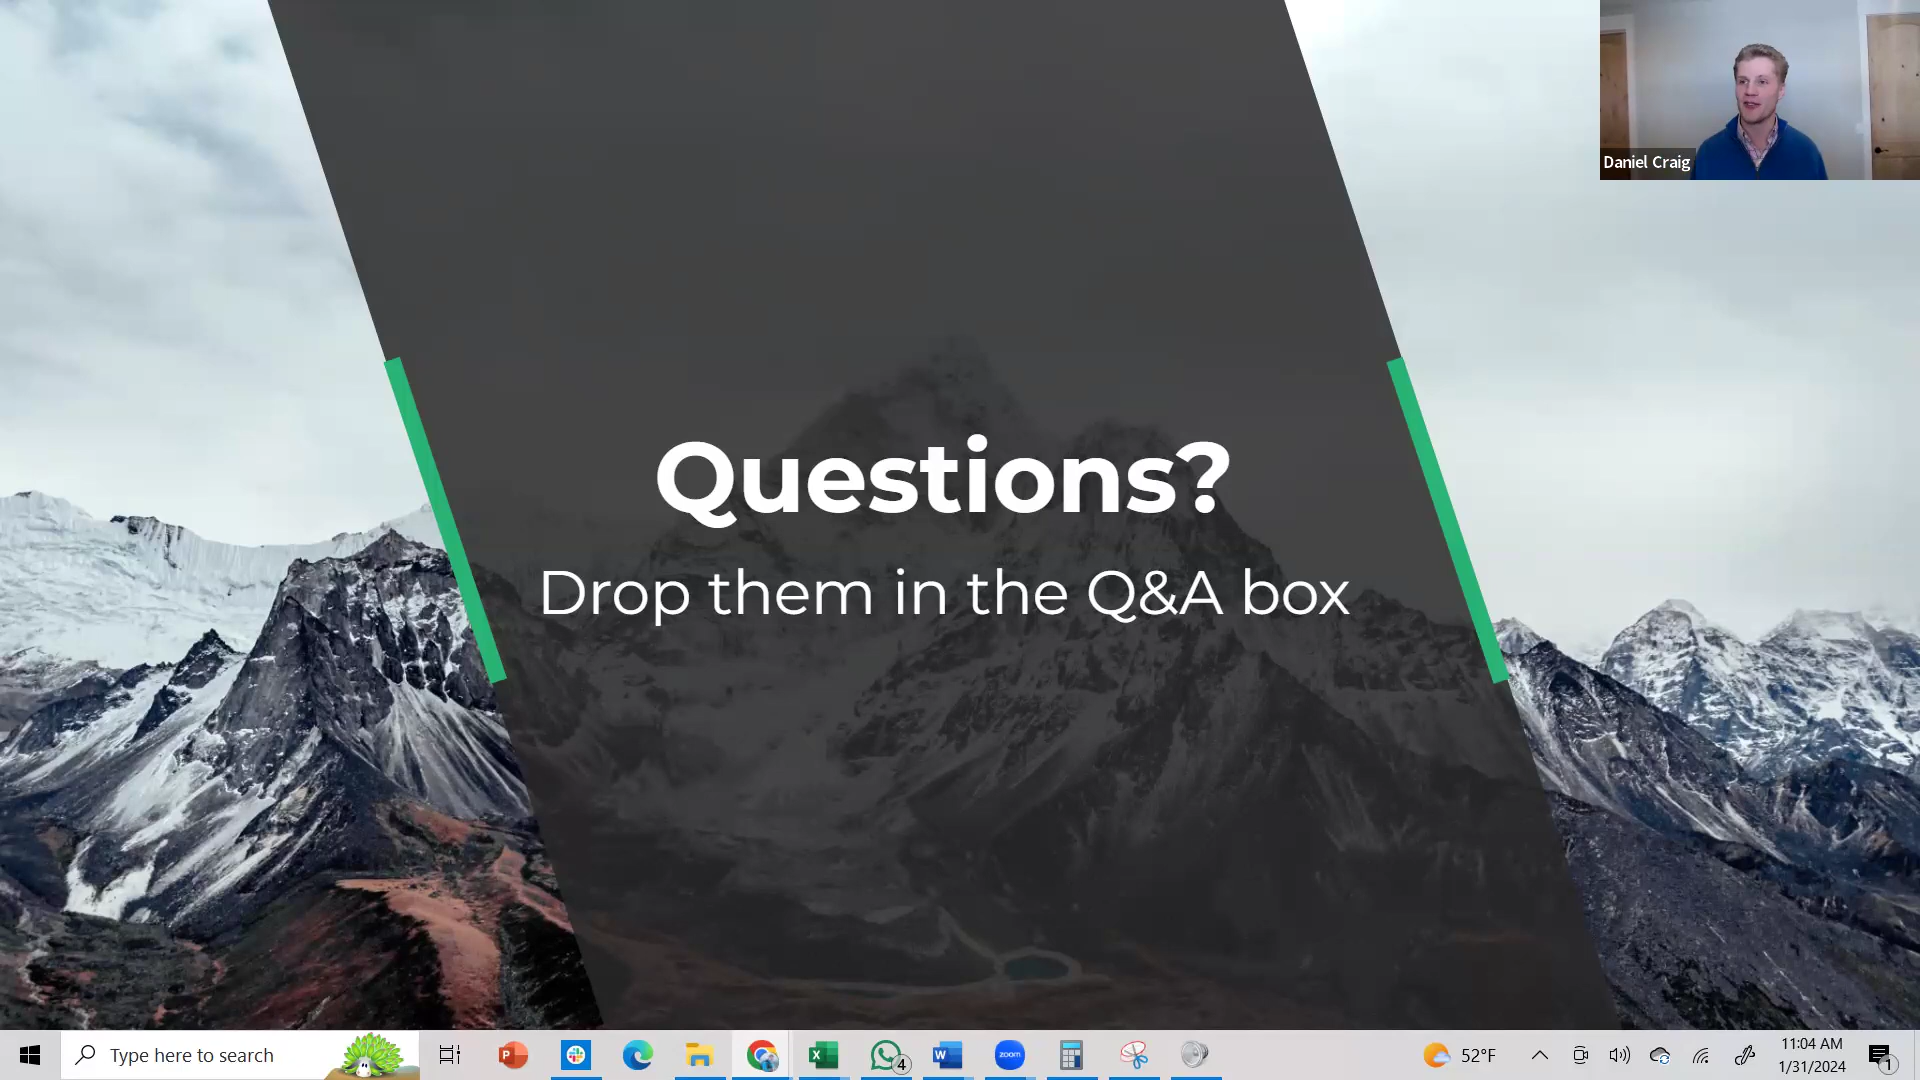 Daniel Craig
Questions?
Drop them in the Q&A box
Type here to search
zoom
4
52°F
11:04 AM
1/31/2024
1